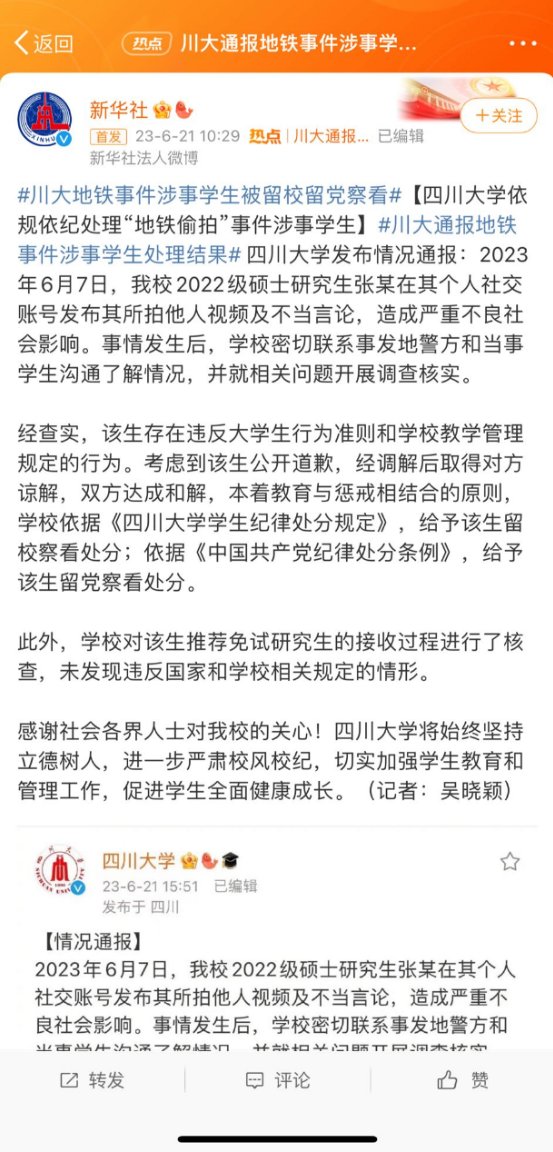 返回
热点 川大通报地铁事件涉事学...
新华社
+关注
首发 23-6-21 10:29 热点 | 川大通报... 已编辑
新华社法人微博
#川大地铁事件涉事学生被留校留党察看#【四川大学依
规依纪处理“地铁偷拍”事件涉事学生】#川大通报地铁
事件涉事学生处理结果# 四川大学发布情况通报：2023
年6月7日，我校2022级硕士研究生张某在其个人社交
账号发布其所拍他人视频及不当言论，造成严重不良社
会影响。事情发生后，学校密切联系事发地警方和当事
学生沟通了解情况，并就相关问题开展调查核实。
经查实，该生存在违反大学生行为准则和学校教学管理
规定的行为。考虑到该生公开道歉，经调解后取得对方
谅解，双方达成和解，本着教育与惩戒相结合的原则，
学校依据《四川大学学生纪律处分规定》，给予该生留
校察看处分；依据《中国共产党纪律处分条例》，给予
该生留党察看处分。
此外，学校对该生推荐免试研究生的接收过程进行了核
查，未发现违反国家和学校相关规定的情形。
感谢社会各界人士对我校的关心！四川大学将始终坚持
立德树人，进一步严肃校风校纪，切实加强学生教育和
管理工作，促进学生全面健康成长。（记者：吴晓颖）
四川大学
23-6-21 15:51 已编辑
发布于 四川
【情况通报】
2023年6月7日，我校2022级硕士研究生张某在其个人
社交账号发布其所拍他人视频及不当言论，造成严重不
良社会影响。事情发生后，学校密切联系事发地警方和
当事学生沟通了解情况，并就相关问题开展调查核实
转发
评论
赞